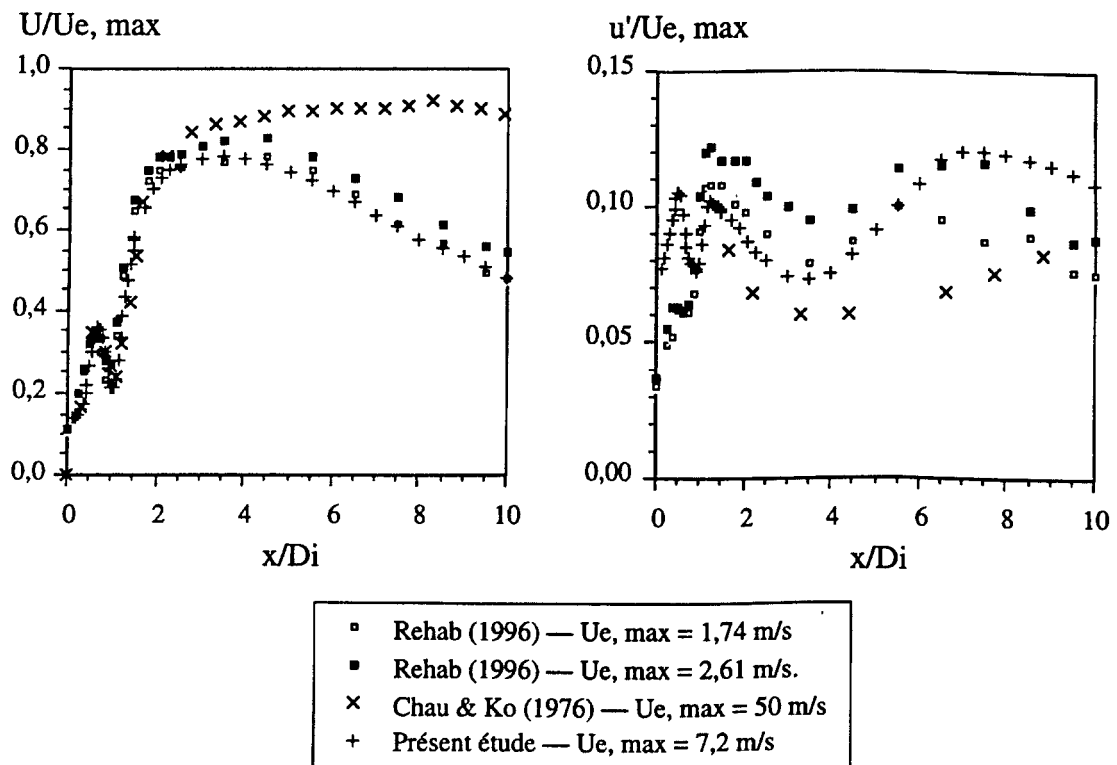 U/Ue, max
1,0
0,8
0,6
0,4
0,2
0,0
0 2 4 6 8 10
x/Di
u'/Ue, max
0,15
0,10
0,05
0,00
0 2 4 6 8 10
x/Di
Rehab (1996) — Ue, max = 1,74 m/s
Rehab (1996) — Ue, max = 2,61 m/s.
Chau & Ko (1976) — Ue, max = 50 m/s
Présent étude — Ue, max = 7,2 m/s